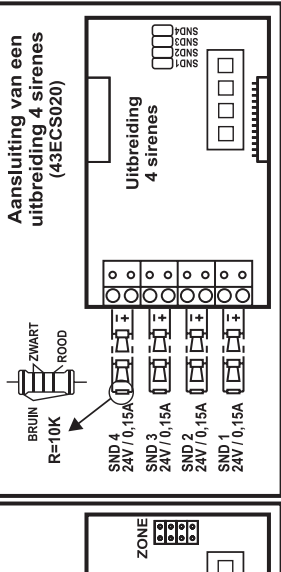 Aansluiting van een
uitbreiding 4 sirenes
(43ECS020)
SND4
SND3
SND2
SND1
Uitbreiding
4 sirenes
BRUIN
ZWART
ROOD
R=10K
- +
- +
- +
- +
SND 4
24V / 0,15A
SND 3
24V / 0,15A
SND 2
24V / 0,15A
SND 1
24V / 0,15A
ZONE